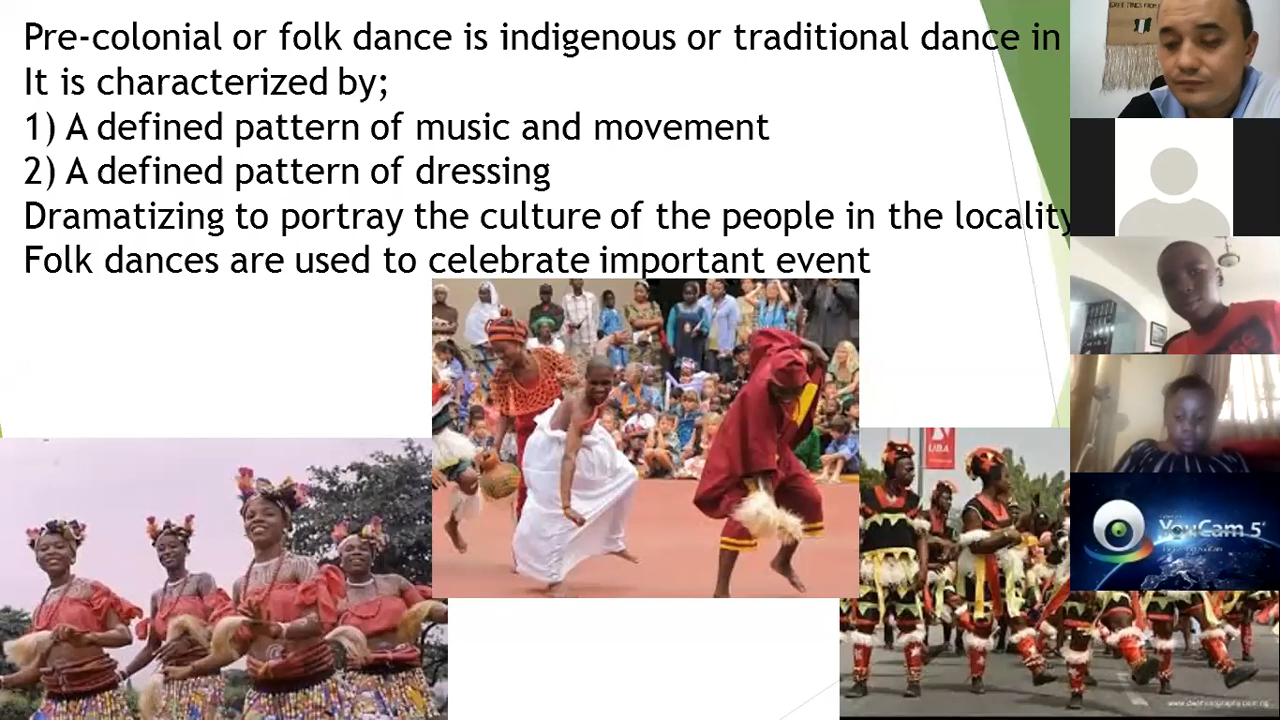 Pre-colonial or folk dance is indigenous or traditional dance in
It is characterized by;
1) A defined pattern of music and movement
2) A defined pattern of dressing
Dramatizing to portray the culture of the people in the locality
Folk dances are used to celebrate important event
YouCam 5